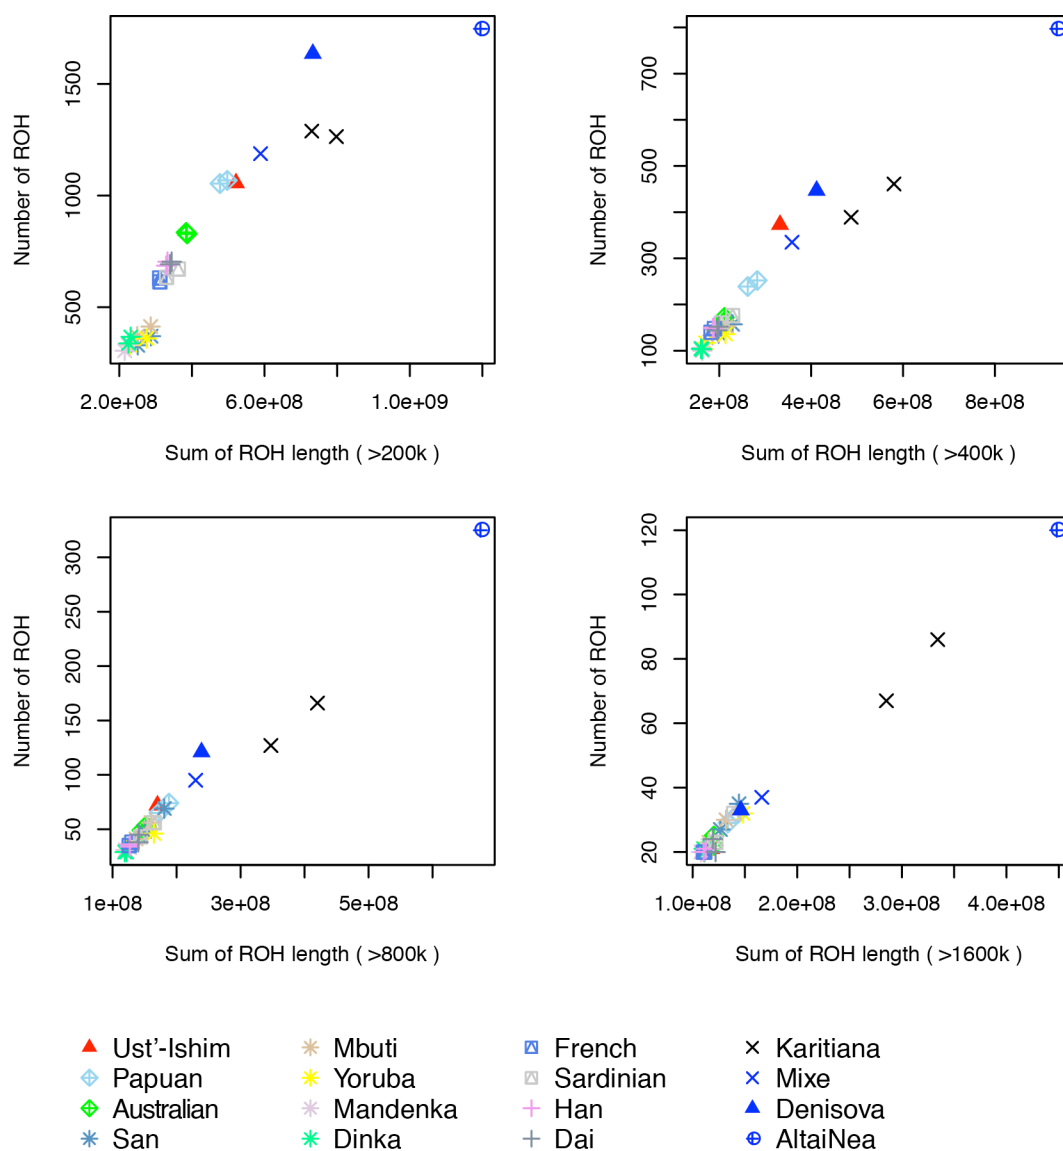 Number of ROH
1500
1000
500
2.0e+08 6.0e+08 1.0e+09
Sum of ROH length ( >200k )
Number of ROH
700
500
300
100
2e+08 4e+08 6e+08 8e+08
Sum of ROH length ( >400k )
Number of ROH
300
250
200
150
100
50
1e+08 3e+08 5e+08
Sum of ROH length ( >800k )
Number of ROH
120
100
80
60
40
20
1.0e+08 2.0e+08 3.0e+08 4.0e+08
Sum of ROH length ( >1600k )
Ust'-Ishim Mbuti French Karitiana
Papuan Yoruba Sardinian Mixe
Australian Mandenka Han Denisova
San Dinka Dai AltaiNea